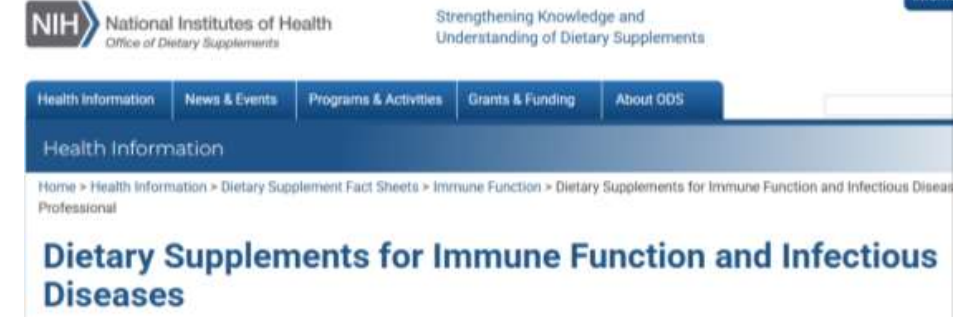 NIH
National Institutes of Health
Office of Dietary Supplements
Strengthening Knowledge and
Understanding of Dietary Supplements
Health Information
News & Events
Programs & Activities
Grants & Funding
About ODS
Health Information
Home > Health Information > Dietary Supplement Fact Sheets > Immune Function > Dietary Supplements for Immune Function and Infectious Diseas
Professional
Dietary Supplements for Immune Function and Infectious
Diseases